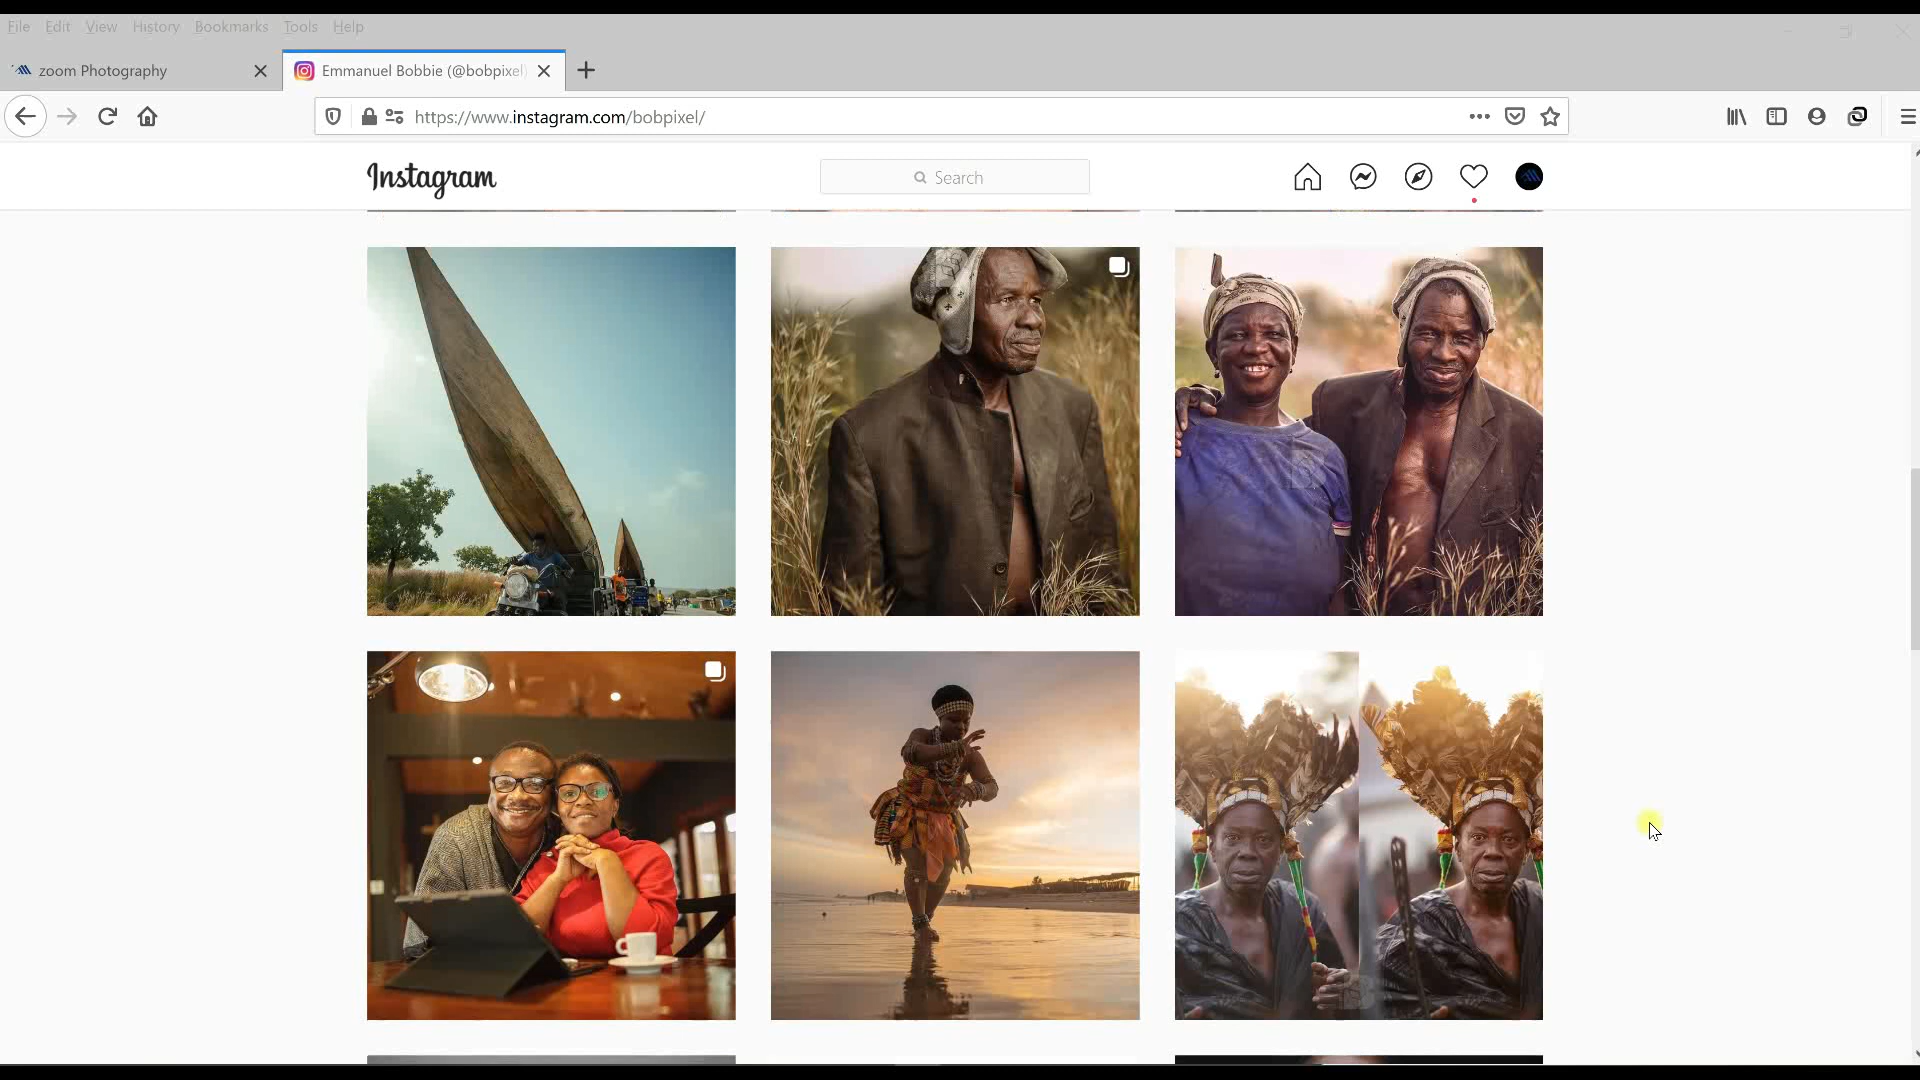 File Edit View History Bookmarks Tools Help
zoom Photography
Emmanuel Bobbie (@bobpixel)
https://www.instagram.com/bobpixel/
Instagram
Search